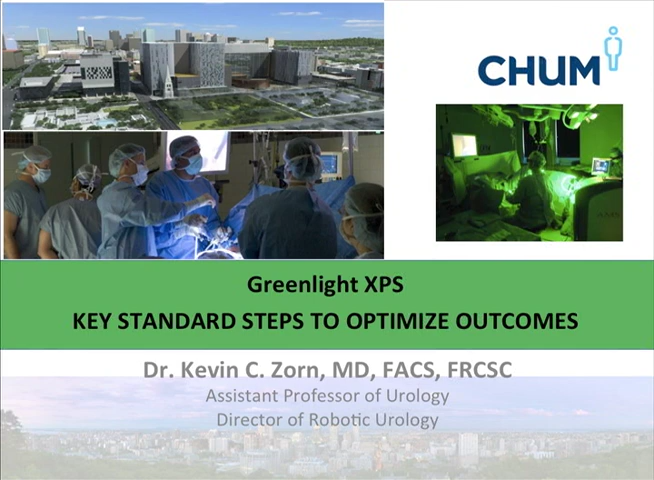 CHUM
Greenlight XPS
KEY STANDARD STEPS TO OPTIMIZE OUTCOMES
Dr. Kevin C. Zorn, MD, FACS, FRCSC
Assistant Professor of Urology
Director of Robotic Urology